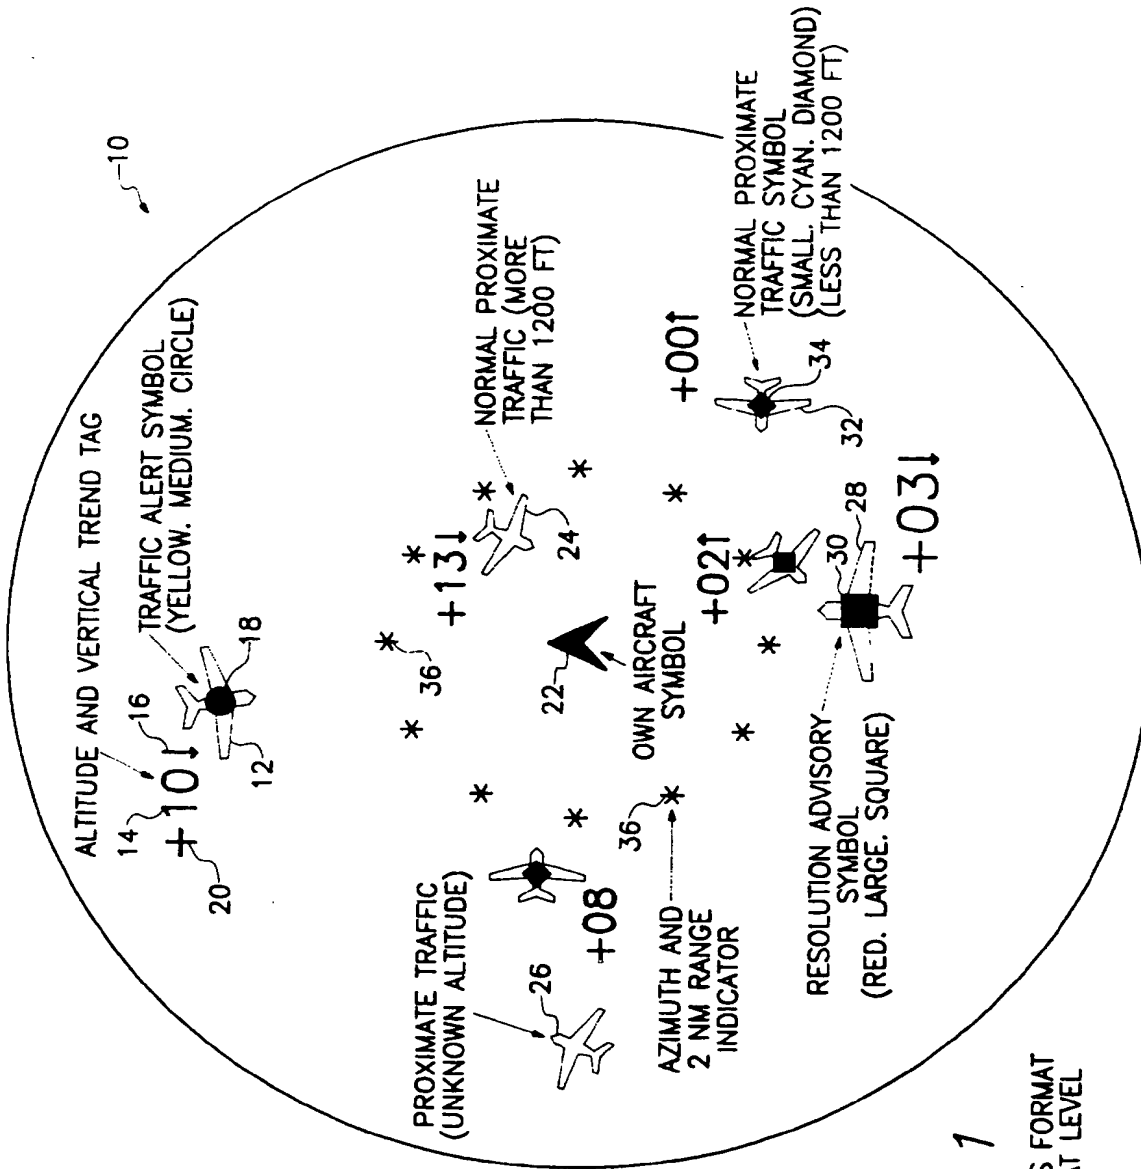 10
ALTITUDE AND VERTICAL TREND TAG
14
16
+10↓
20
12
18
TRAFFIC ALERT SYMBOL
(YELLOW. MEDIUM. CIRCLE)
36
+13↓
24
NORMAL PROXIMATE
TRAFFIC (MORE
THAN 1200 FT)
PROXIMATE TRAFFIC
(UNKNOWN ALTITUDE)
26
+08
22
OWN AIRCRAFT
SYMBOL
36
AZIMUTH AND
2 NM RANGE
INDICATOR
+02↑
+00↑
NORMAL PROXIMATE
TRAFFIC SYMBOL
(SMALL. CYAN. DIAMOND)
(LESS THAN 1200 FT)
34
32
RESOLUTION ADVISORY
SYMBOL
(RED. LARGE. SQUARE)
30
28
+03↓
1
FORMAT
LEVEL